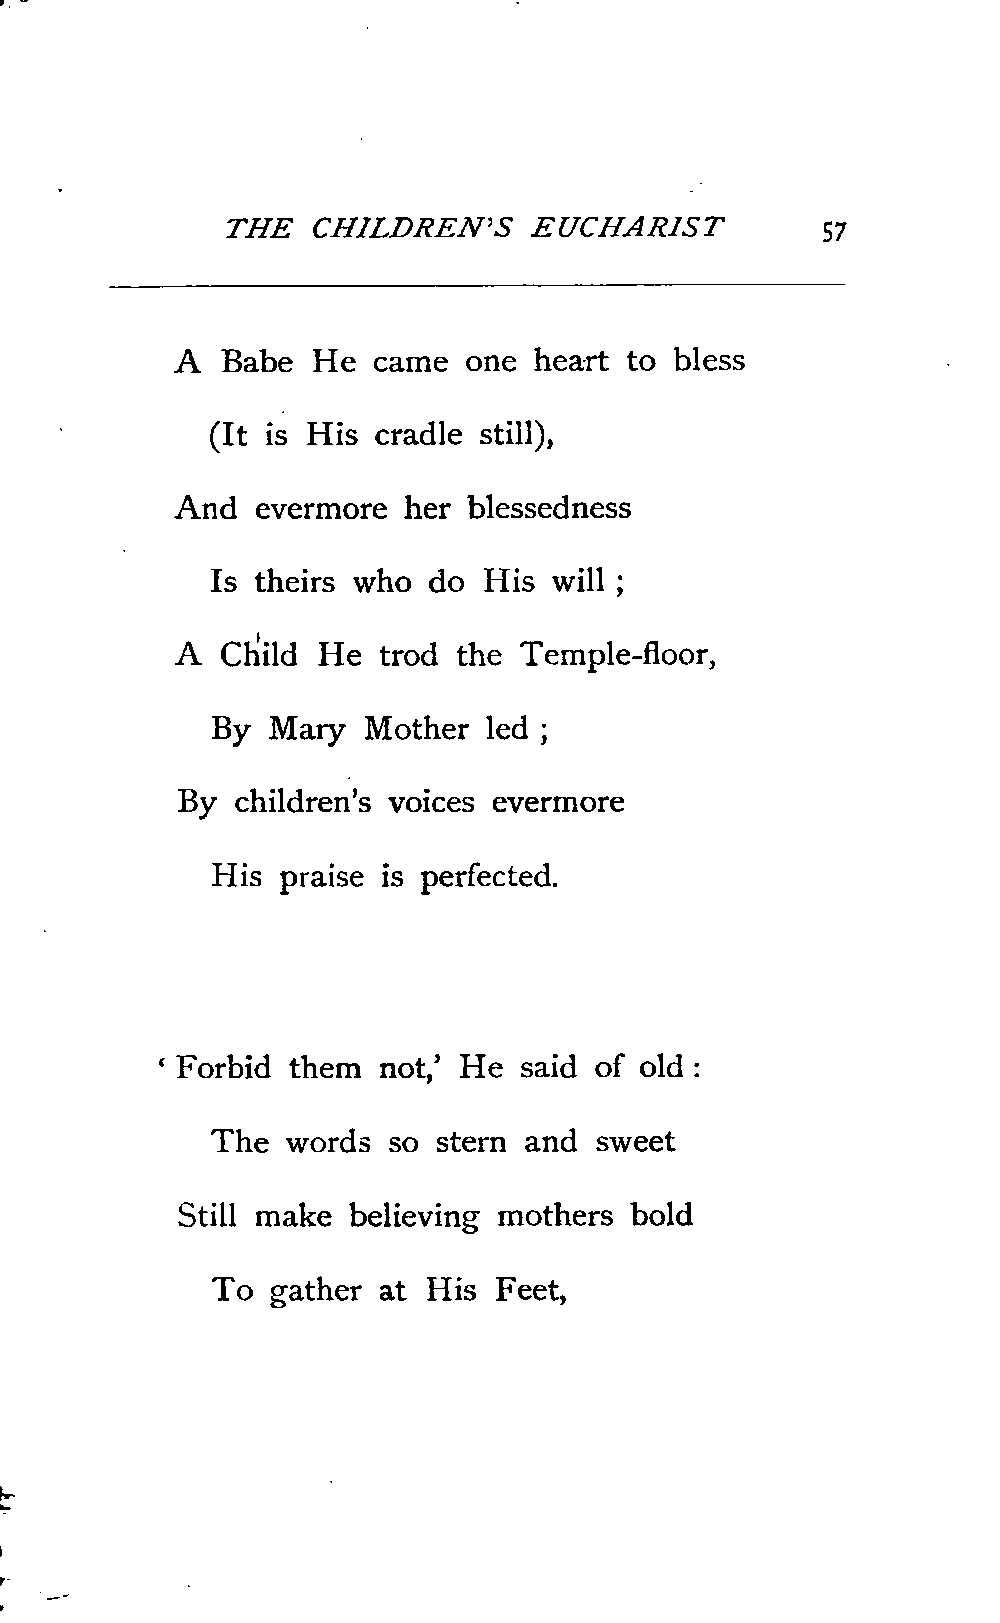 THE CHILDREN'S EUCHARIST 57
A Babe He came one heart to bless
(It is His cradle still),
And evermore her blessedness
Is theirs who do His will ;
A Child He trod the Temple-floor,
By Mary Mother led ;
By children's voices evermore
His praise is perfected.
‘ Forbid them not,’ He said of old :
The words so stern and sweet
Still make believing mothers bold
To gather at His Feet,